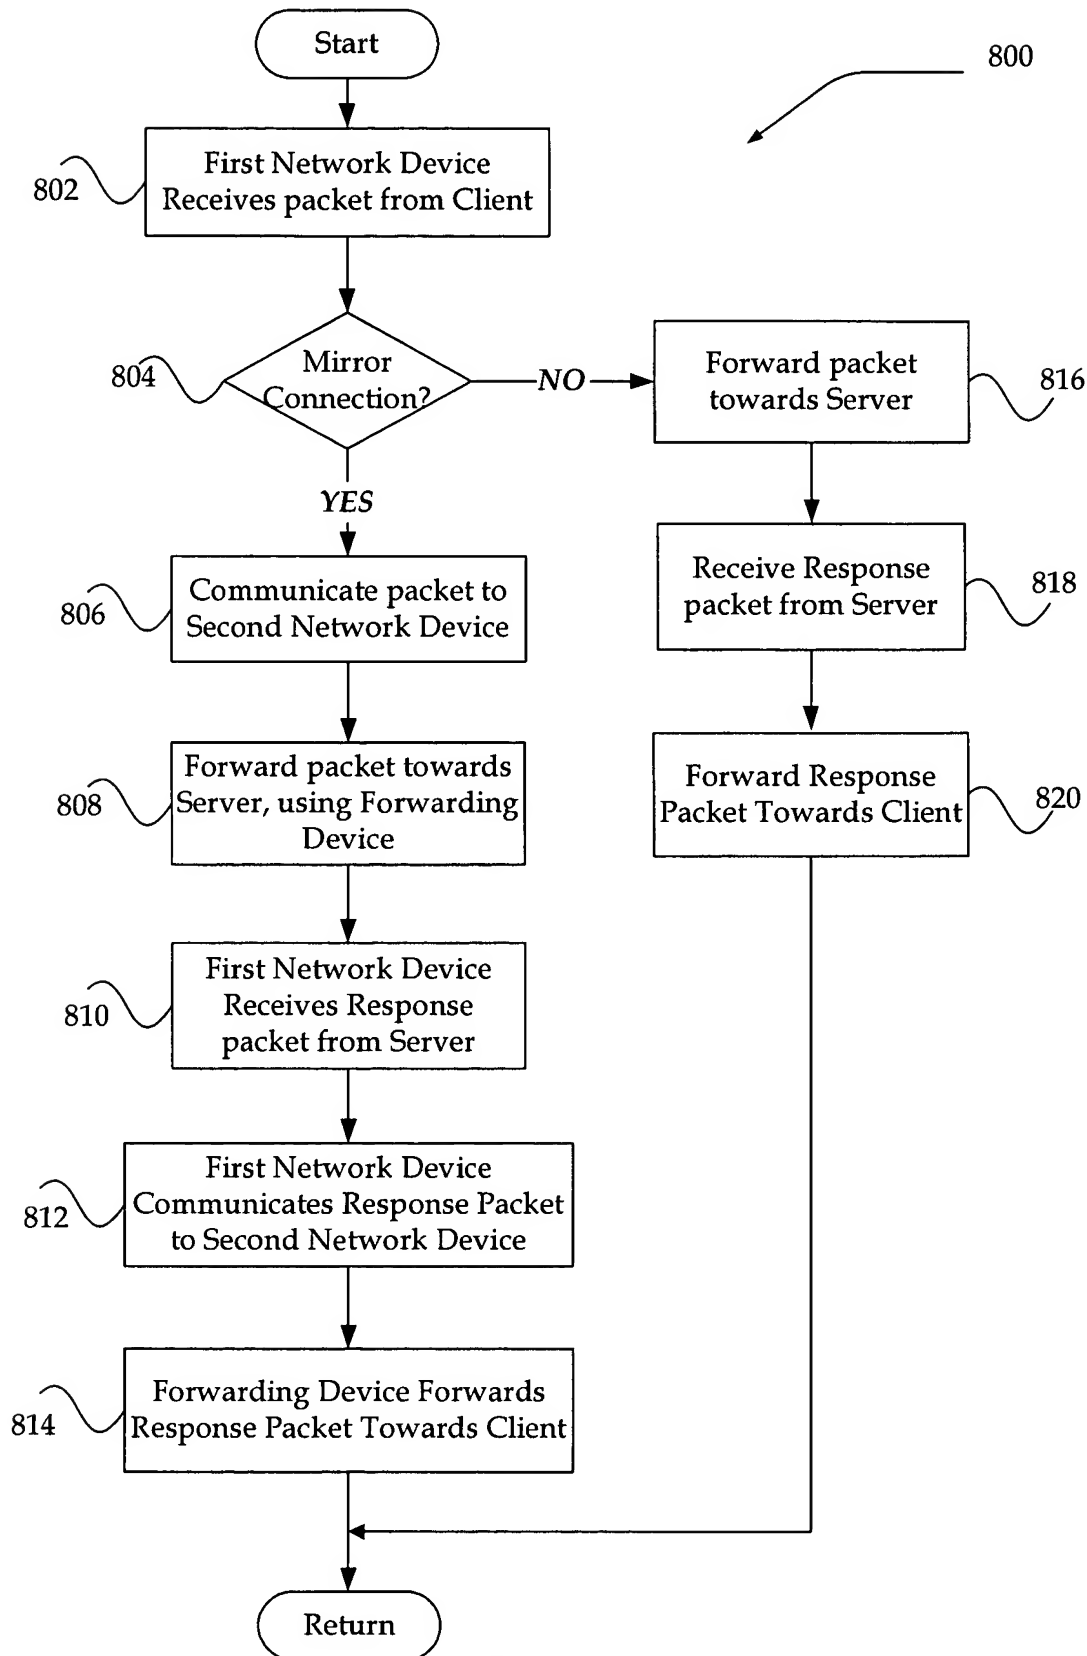 Start
800
802
First Network Device
Receives packet from Client
804
Mirror
Connection?
NO
Forward packet
towards Server
816
YES
806
Communicate packet to
Second Network Device
Receive Response
packet from Server
818
808
Forward packet towards
Server, using Forwarding
Device
Forward Response
Packet Towards Client
820
810
First Network Device
Receives Response
packet from Server
812
First Network Device
Communicates Response Packet
to Second Network Device
814
Forwarding Device Forwards
Response Packet Towards Client
Return